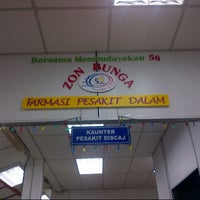 Bersama Membudayakan 5S
ZON BUNGA
FARMASI PESAKIT DALAM
KAUNTER
PESAKIT DISCAJ